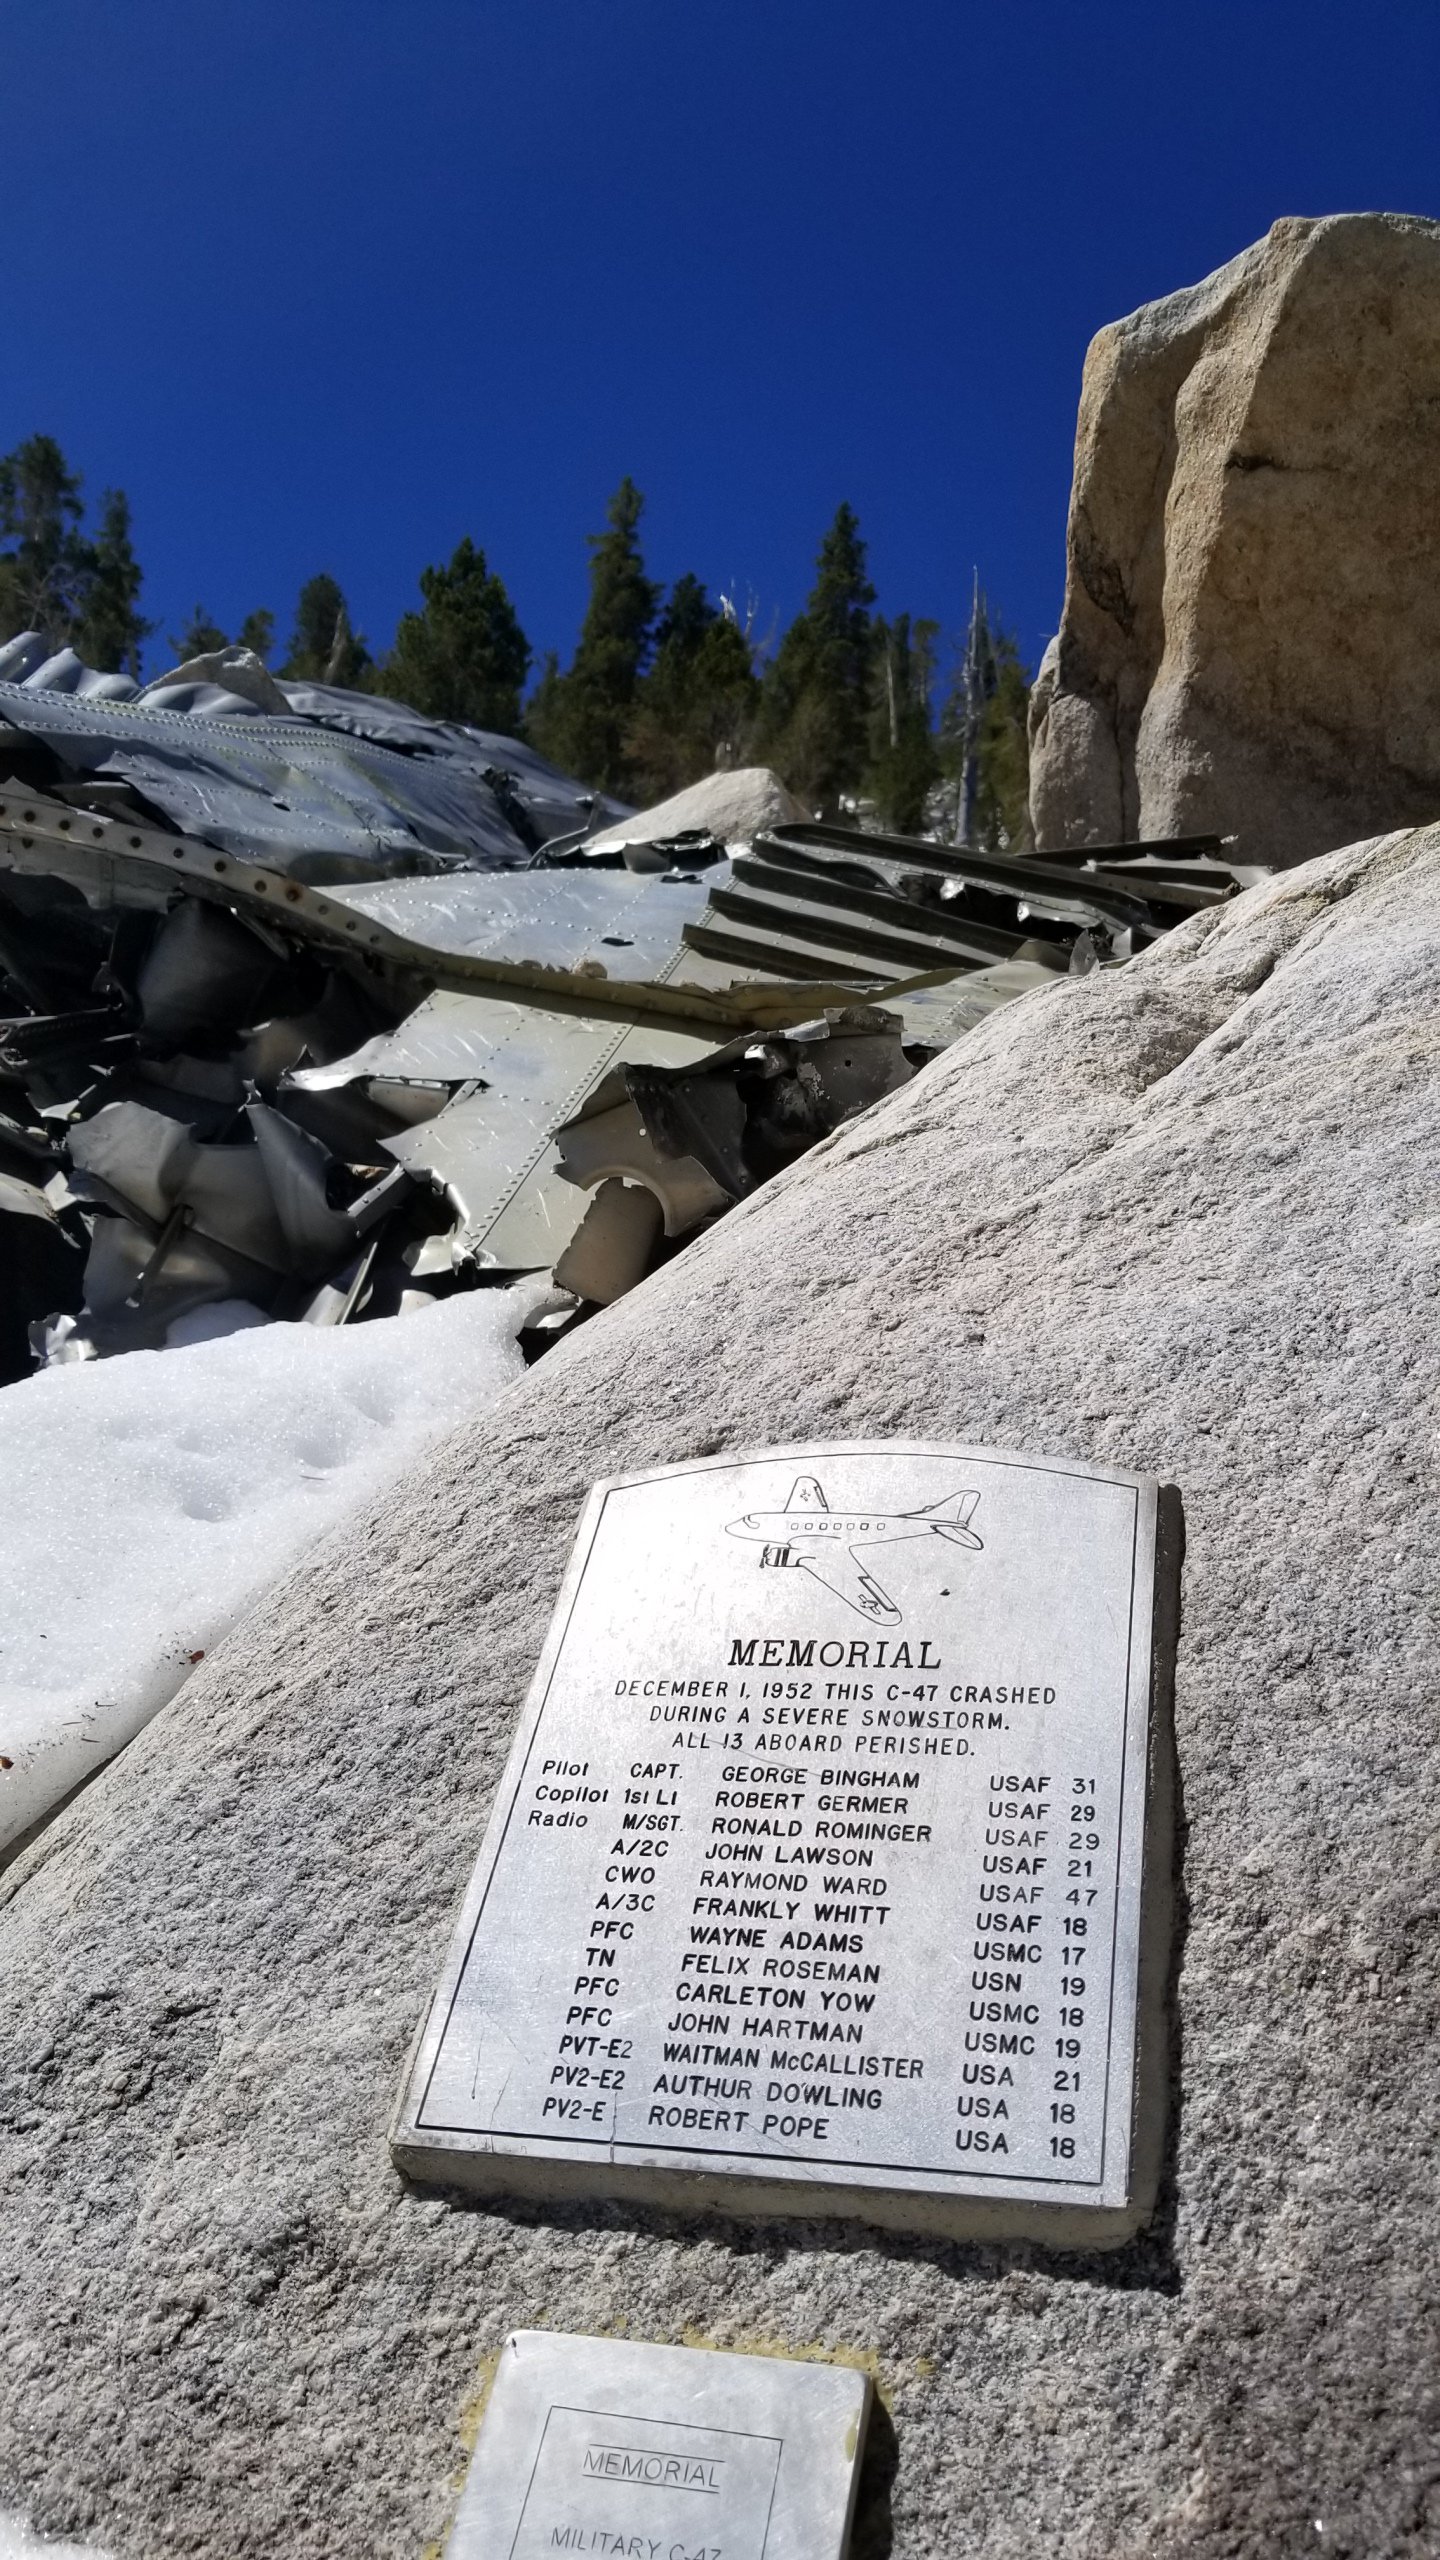 MEMORIAL
DECEMBER 1, 1952 THIS C-47 CRASHED
DURING A SEVERE SNOWSTORM.
ALL 13 ABOARD PERISHED.
Pilot CAPT. GEORGE BINGHAM USAF 31
Copilot 1st Lt ROBERT GERMER USAF 29
Radio M/SGT. RONALD ROMINGER USAF 29
A/2C JOHN LAWSON USAF 21
CWO RAYMOND WARD USAF 47
A/3C FRANKLY WHITT USAF 18
PFC WAYNE ADAMS USMC 17
TN FELIX ROSEMAN USN 19
PFC CARLETON YOW USMC 18
PFC JOHN HARTMAN USMC 19
PVT-E2 WAITMAN McCALLISTER USA 21
PV2-E2 AUTHUR DOWLING USA 18
PV2-E ROBERT POPE USA 18
MEMORIAL
MILITARY C-47